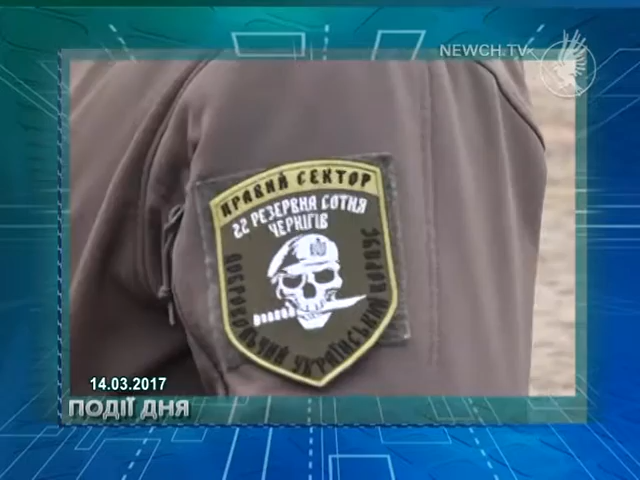 NEWCH.TV
ПРАВИЙ СЕКТОР
22 РЕЗЕРВНА СОТНЯ
ЧЕРНІГІВ
ДОБРОВОЛЬЧИЙ УКРАЇНСЬКИЙ КОРПУС
14.03.2017
ПОДІЇ ДНЯ